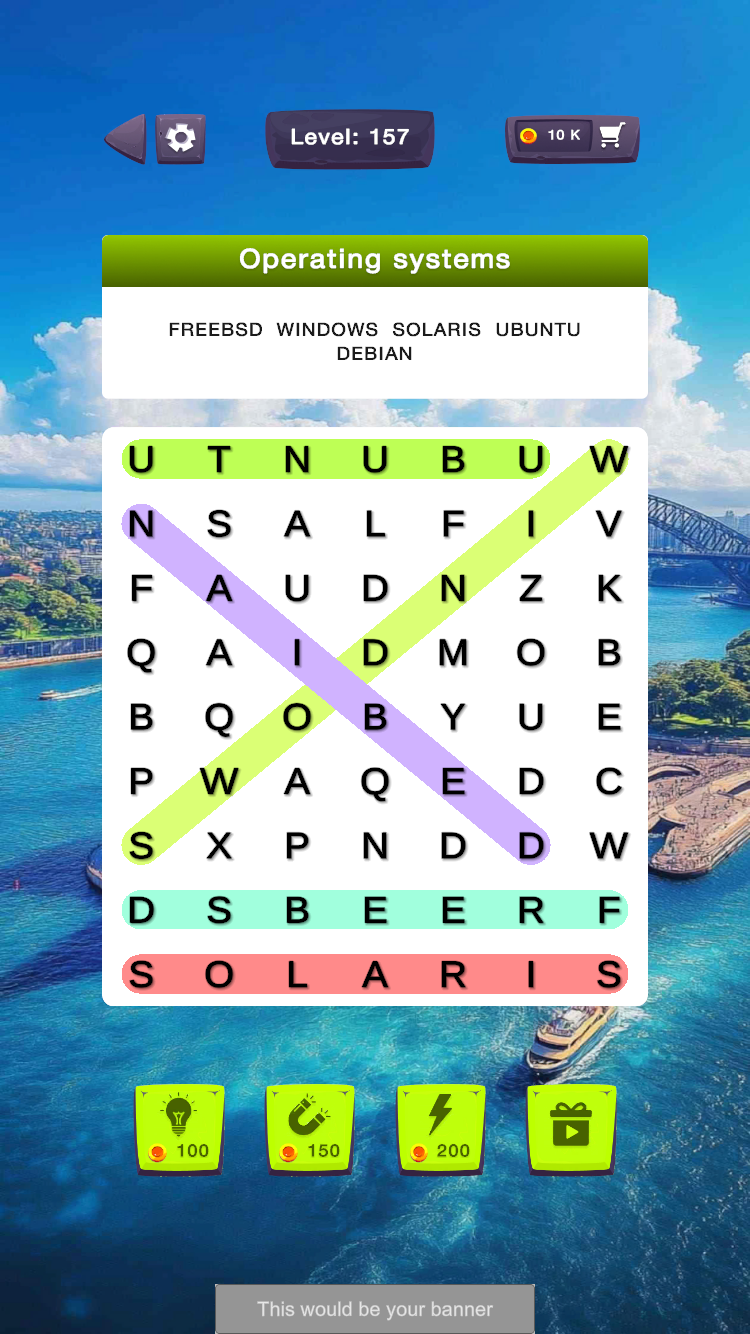 Level: 157
10 K
Operating systems
FREEBSD WINDOWS SOLARIS UBUNTU
DEBIAN
U T N U B U W
N S A L F I V
F A U D N Z K
Q A I D M O B
B Q O B Y U E
P W A Q E D C
S X P N D D W
D S B E E R F
S O L A R I S
100 150 200
This would be your banner